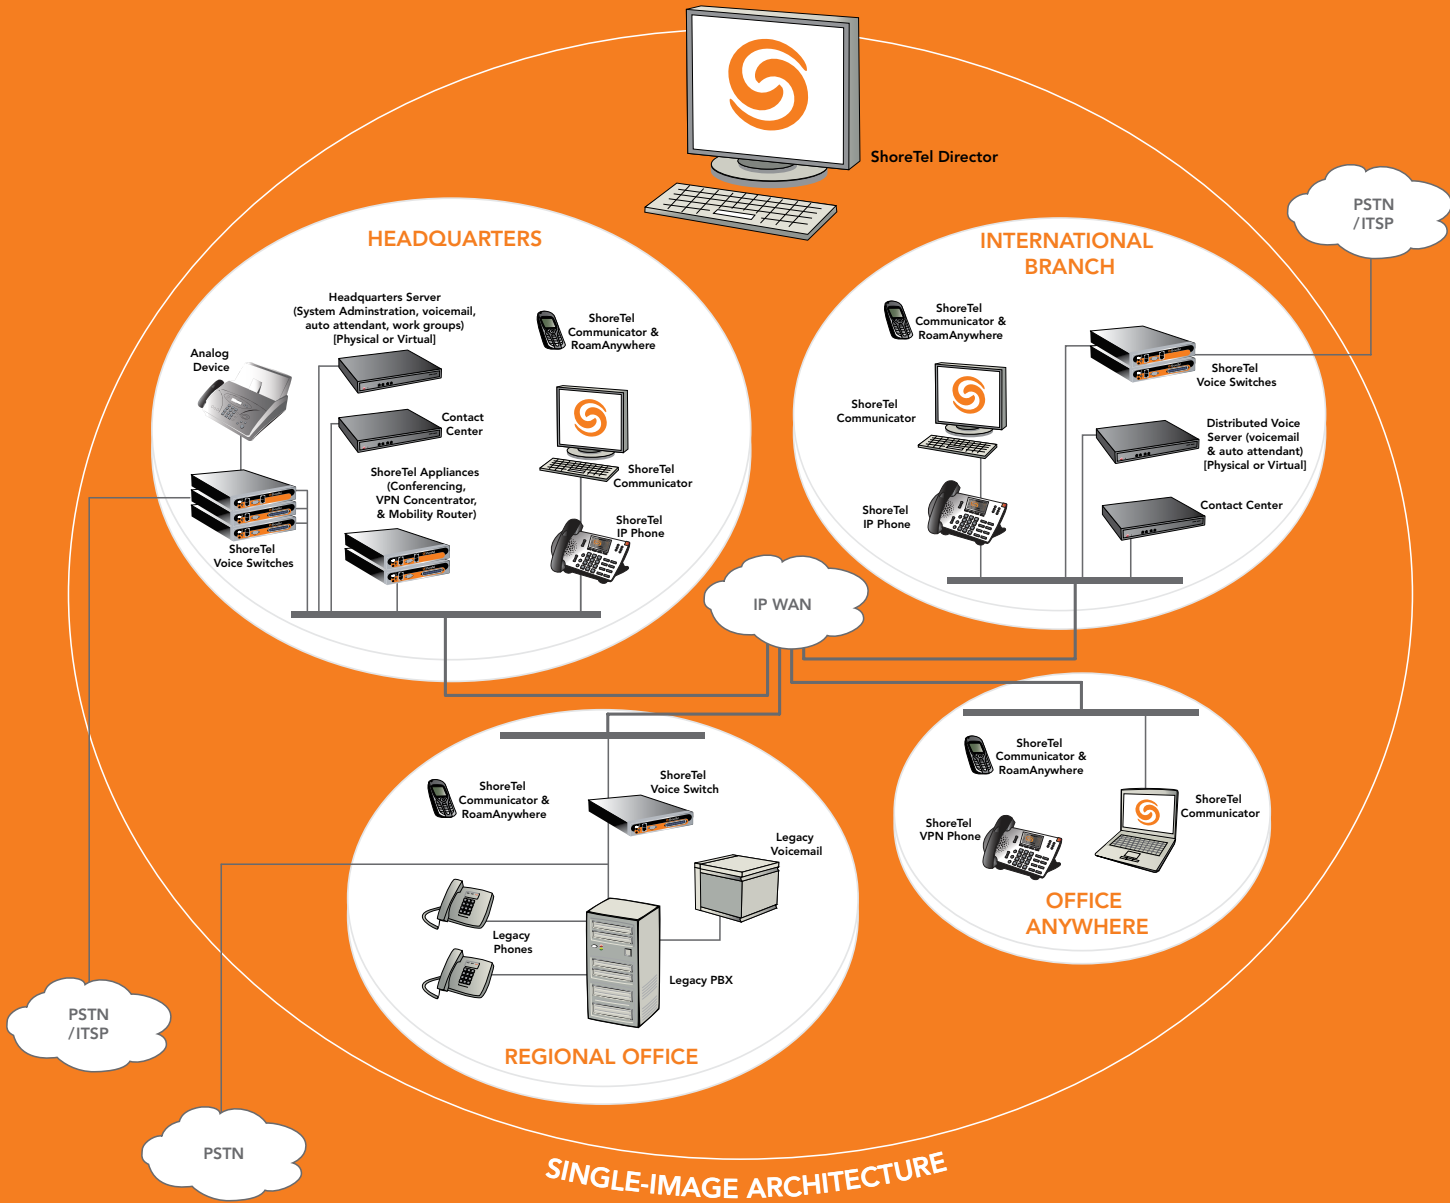 ShoreTel Director
PSTN
/ITSP
HEADQUARTERS
Headquarters Server
(System Adminstration, voicemail,
auto attendant, work groups)
[Physical or Virtual]
ShoreTel
Communicator &
RoamAnywhere
Analog
Device
Contact
Center
ShoreTel Appliances
(Conferencing,
VPN Concentrator,
& Mobility Router)
ShoreTel
Communicator
ShoreTel
IP Phone
ShoreTel
Voice Switches
INTERNATIONAL
BRANCH
ShoreTel
Communicator &
RoamAnywhere
ShoreTel
Voice Switches
ShoreTel
Communicator
Distributed Voice
Server (voicemail
& auto attendant)
[Physical or Virtual]
ShoreTel
IP Phone
Contact Center
IP WAN
ShoreTel
Communicator &
RoamAnywhere
ShoreTel
Voice Switch
Legacy
Voicemail
Legacy
Phones
Legacy PBX
REGIONAL OFFICE
ShoreTel
Communicator &
RoamAnywhere
ShoreTel
Communicator
ShoreTel
VPN Phone
OFFICE
ANYWHERE
PSTN
/ITSP
PSTN
SINGLE-IMAGE ARCHITECTURE